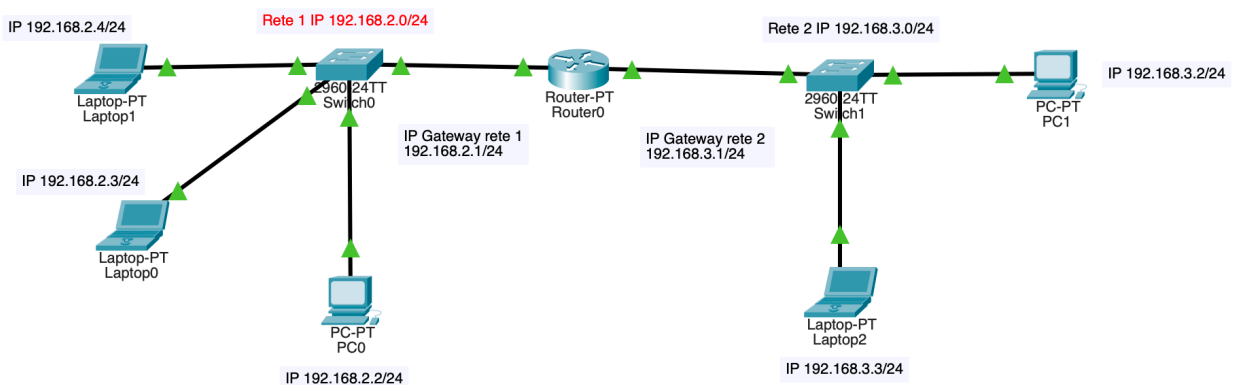 IP 192.168.2.4/24
Rete 1 IP 192.168.2.0/24
Rete 2 IP 192.168.3.0/24
IP 192.168.3.2/24
Laptop-PT
Laptop1
2960-24TT
Switch0
Router-PT
Router0
2960-24TT
Switch1
PC-PT
PC1
IP Gateway rete 1
192.168.2.1/24
IP Gateway rete 2
192.168.3.1/24
IP 192.168.2.3/24
Laptop-PT
Laptop0
PC-PT
PC0
IP 192.168.2.2/24
Laptop-PT
Laptop2
IP 192.168.3.3/24